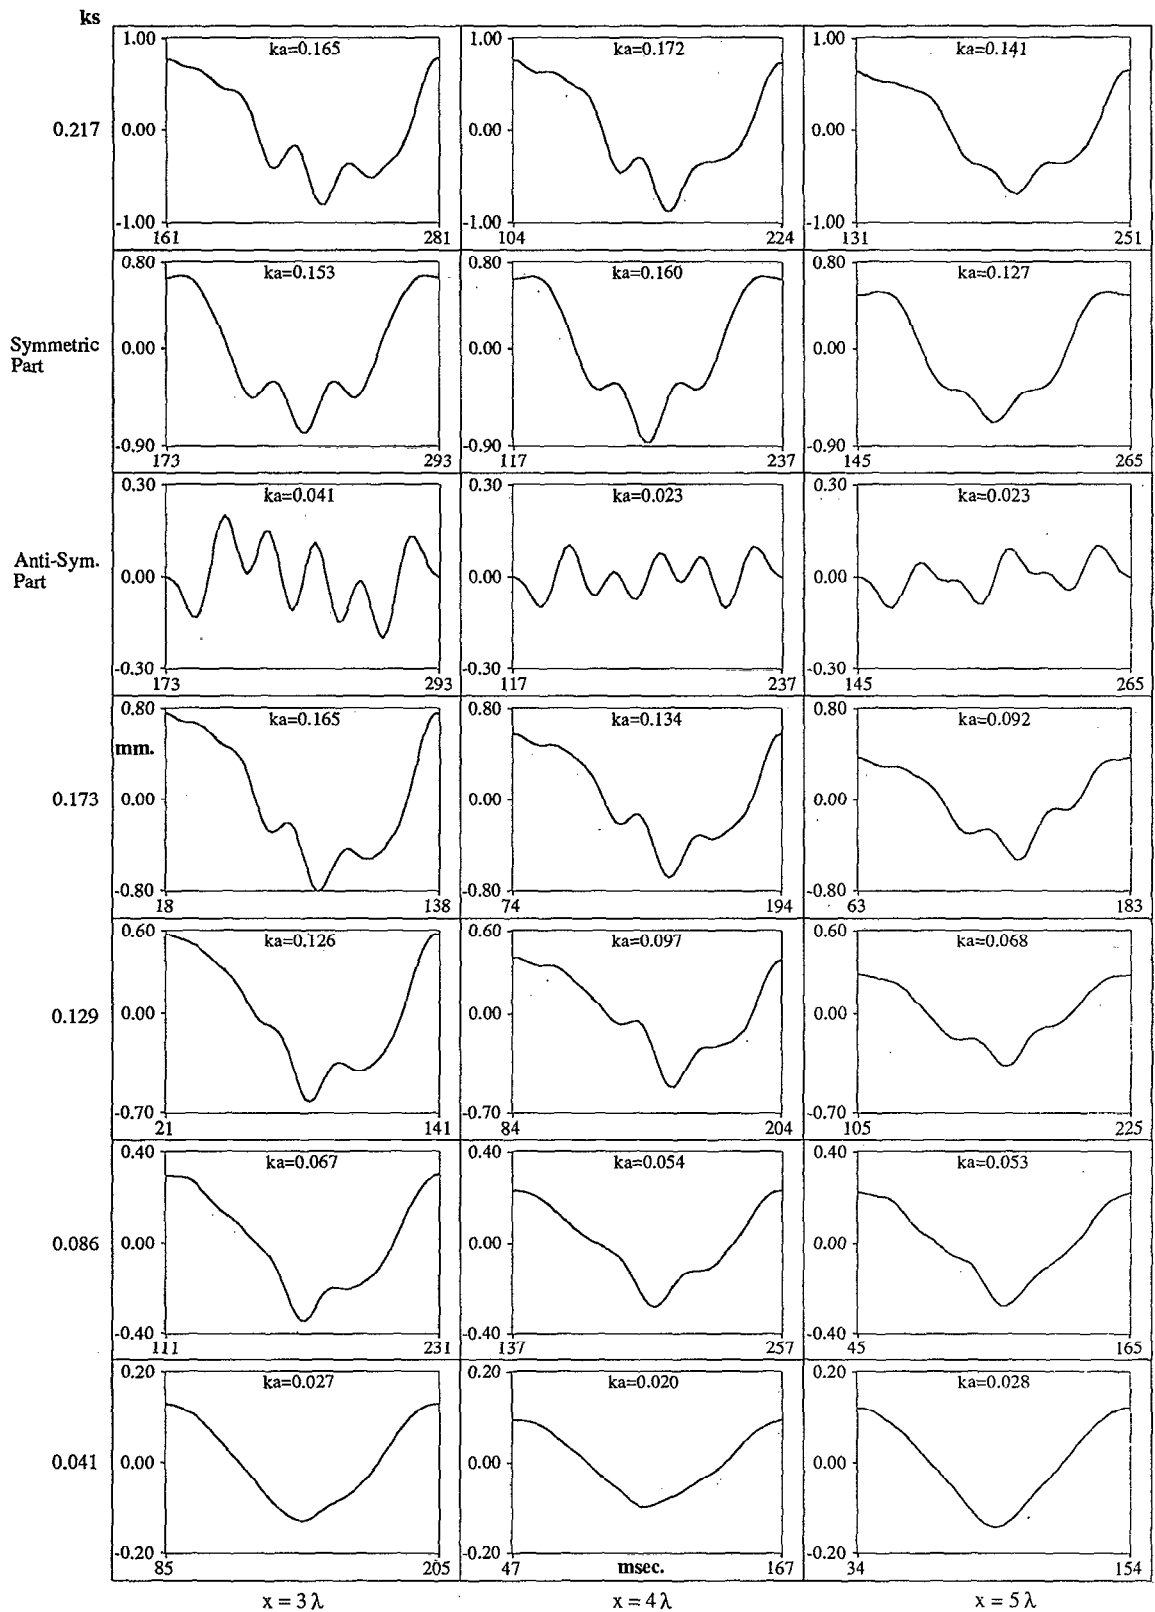 ks
1.00 ka=0.165 1.00 ka=0.172 1.00 ka=0.141
0.217 0.00 0.00 0.00
-1.00 -1.00 -1.00
161 281 104 224 131 251
0.80 ka=0.153 0.80 ka=0.160 0.80 ka=0.127
Symmetric
Part
0.00 0.00 0.00
-0.90 -0.90 -0.90
173 293 117 237 145 265
0.30 ka=0.041 0.30 ka=0.023 0.30 ka=0.023
Anti-Sym.
Part
0.00 0.00 0.00
-0.30 -0.30 -0.30
173 293 117 237 145 265
0.80 ka=0.165 0.80 ka=0.134 0.80 ka=0.092
mm.
0.173 0.00 0.00 0.00
-0.80 -0.80 -0.80
18 138 74 194 63 183
0.60 ka=0.126 0.60 ka=0.097 0.60 ka=0.068
0.129 0.00 0.00 0.00
-0.70 -0.70 -0.70
21 141 84 204 105 225
0.40 ka=0.067 0.40 ka=0.054 0.40 ka=0.053
0.086 0.00 0.00 0.00
-0.40 -0.40 -0.40
111 231 137 257 45 165
0.20 ka=0.027 0.20 ka=0.020 0.20 ka=0.028
0.041 0.00 0.00 0.00
-0.20 -0.20 -0.20
85 205 47 msec. 167 34 154
x = 3 λ x = 4 λ x = 5 λ